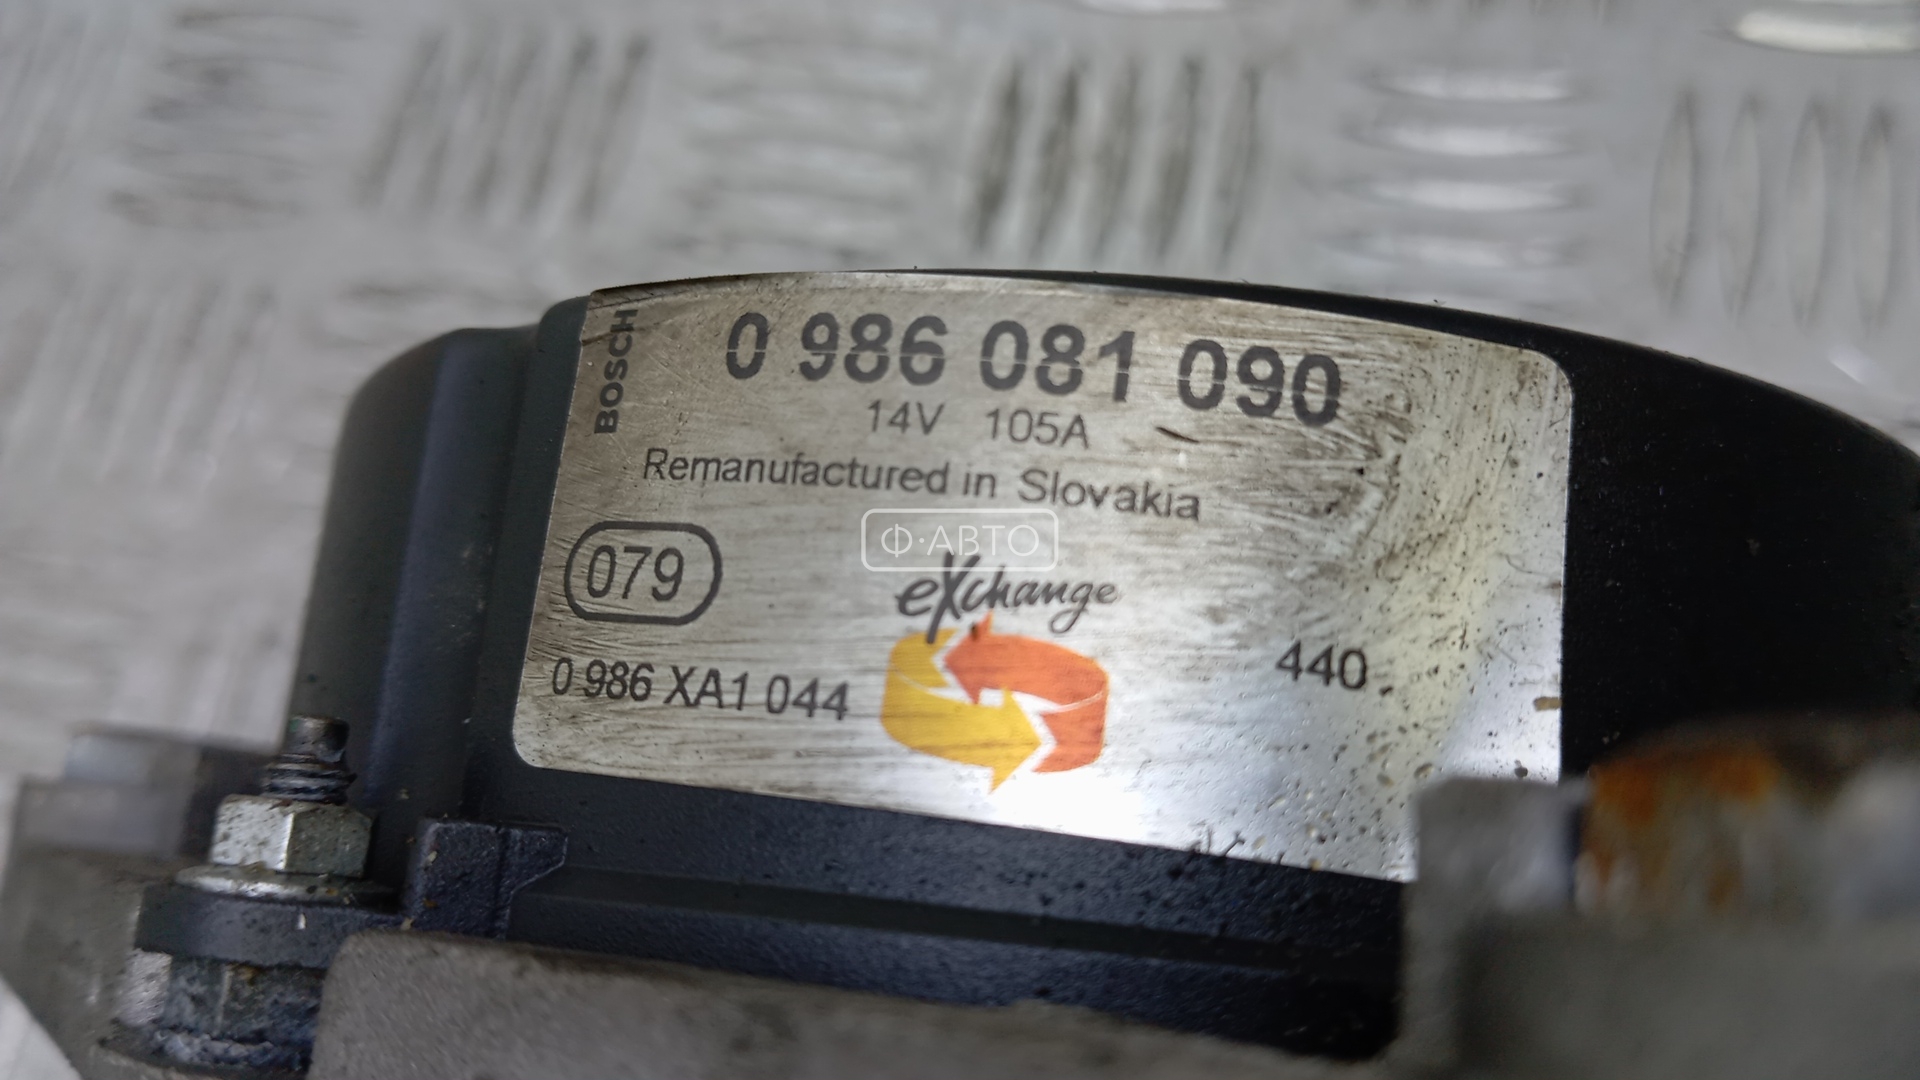 BOSCH
0 986 081 090
14V 105A
Remanufactured in Slovakia
Ф·АВТО
079
eXchange
0 986 XA1 044
440